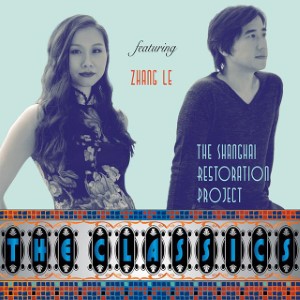 featuring
ZHANG LE
THE SHANGHAI
RESTORATION
PROJECT
THE CLASSICS